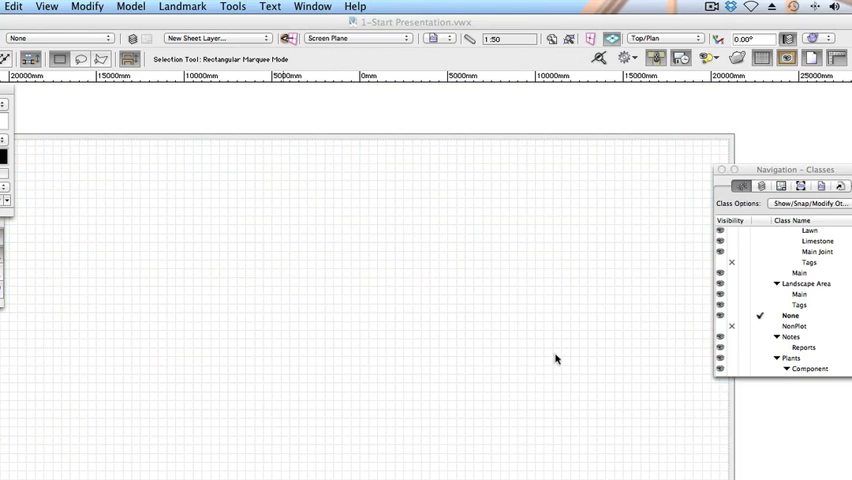 Edit View Modify Model Landmark Tools Text Window Help
1-Start Presentation.vwx
None New Sheet Layer... Screen Plane 1:50 Top/Plan 0.00°
Selection Tool: Rectangular Marquee Mode
20000mm 15000mm 10000mm 5000mm 0mm 5000mm 10000mm 15000mm 20000mm 25000mm
Navigation - Classes
Class Options: Show/Snap/Modify Ot...
Visibility Class Name
Lawn
Limestone
Main Joint
Tags
Main
Landscape Area
Main
Tags
None
NonPlot
Notes
Reports
Plants
Component